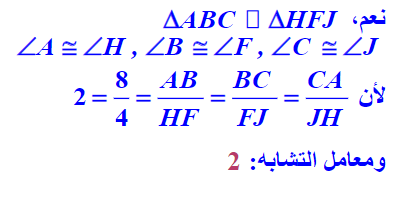 نعم، ΔABC □ ΔHFJ
∠A ≅ ∠H , ∠B ≅ ∠F , ∠C ≅ ∠J
لأن 2 = 8/4 = AB/HF = BC/FJ = CA/JH
ومعامل التشابه: 2